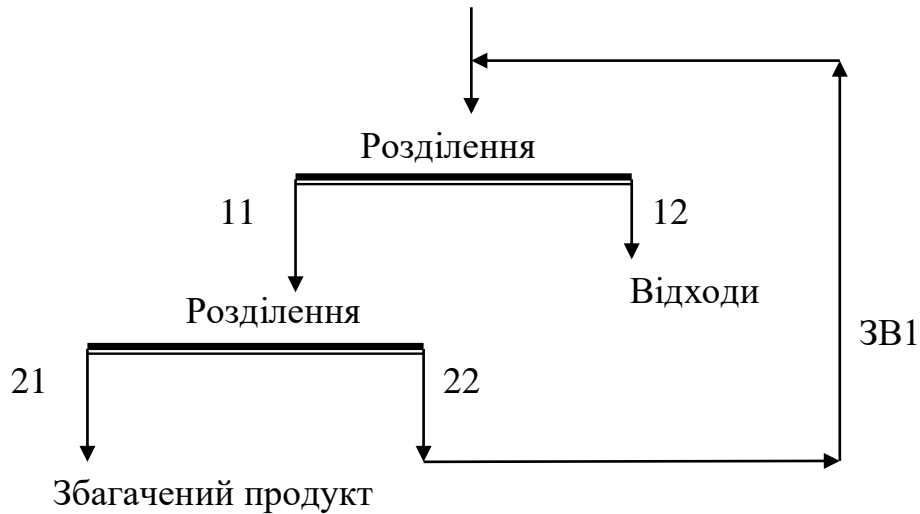 Розділення
11
12
Відходи
Розділення
ЗВ1
21
22
Збагачений продукт